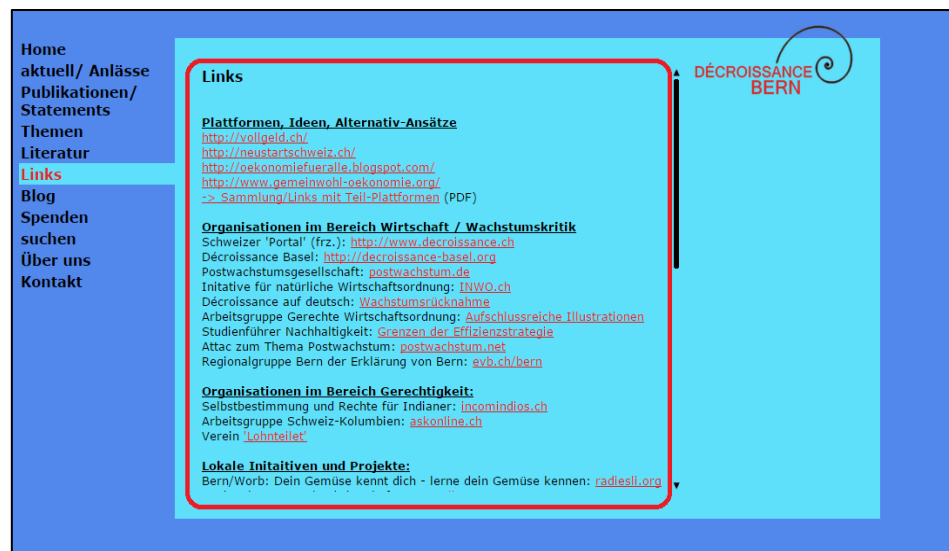 Home
aktuell/ Anlässe
Publikationen/
Statements
Themen
Literatur
Links
Blog
Spenden
suchen
Über uns
Kontakt
Links
Plattformen, Ideen, Alternativ-Ansätze
http://vollgeld.ch/
http://neustartschweiz.ch/
http://oekonomiefueralle.blogspot.com/
http://www.gemeinwohl-oekonomie.org/
-> Sammlung/Links mit Teil-Plattformen (PDF)
Organisationen im Bereich Wirtschaft / Wachstumskritik
Schweizer 'Portal' (frz.): http://www.decroissance.ch
Décroissance Basel: http://decroissance-basel.org
Postwachstumsgesellschaft: postwachstum.de
Initative für natürliche Wirtschaftsordnung: INWO.ch
Décroissance auf deutsch: Wachstumsrücknahme
Arbeitsgruppe Gerechte Wirtschaftsordnung: Aufschlussreiche Illustrationen
Studienführer Nachhaltigkeit: Grenzen der Effizienzstrategie
Attac zum Thema Postwachstum: postwachstum.net
Regionalgruppe Bern der Erklärung von Bern: evb.ch/bern
Organisationen im Bereich Gerechtigkeit:
Selbstbestimmung und Rechte für Indianer: incomindios.ch
Arbeitsgruppe Schweiz-Kolumbien: askonline.ch
Verein 'Lohnteilet'
Lokale Initaitiven und Projekte:
Bern/Worb: Dein Gemüse kennt dich - lerne dein Gemüse kennen: radiesli.org
DÉCROISSANCE
BERN